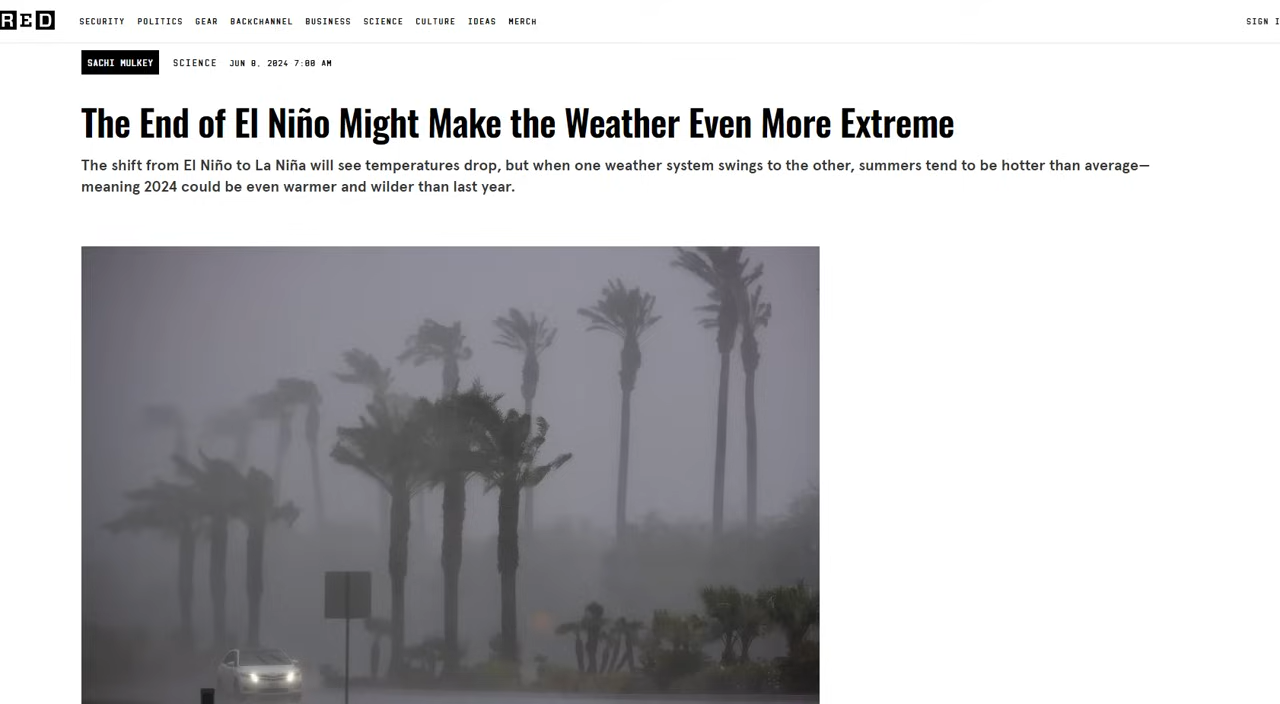 RED SECURITY POLITICS GEAR BACKCHANNEL BUSINESS SCIENCE CULTURE IDEAS MERCH SIGN I
SACHI MULKEY SCIENCE JUN 8, 2024 7:00 AM
The End of El Niño Might Make the Weather Even More Extreme
The shift from El Niño to La Niña will see temperatures drop, but when one weather system swings to the other, summers tend to be hotter than average—
meaning 2024 could be even warmer and wilder than last year.